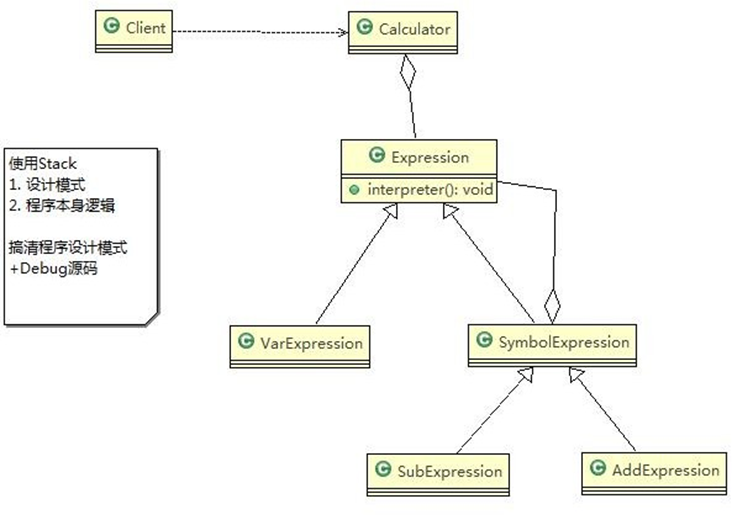 Client
Calculator
Expression
interpreter(): void
使用Stack
1. 设计模式
2. 程序本身逻辑
搞清程序设计模式
+Debug源码
VarExpression
SymbolExpression
SubExpression
AddExpression